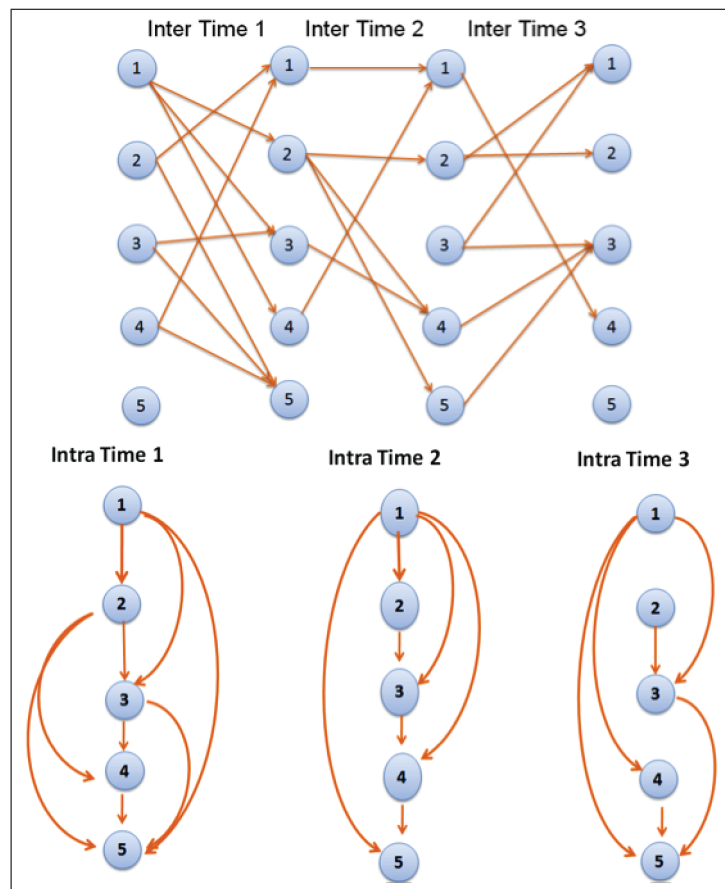 Inter Time 1 Inter Time 2 Inter Time 3
1 1 1 1
2 2 2 2
3 3 3 3
4 4 4 4
5 5 5 5
Intra Time 1 Intra Time 2 Intra Time 3
1 1 1
2 2 2
3 3 3
4 4 4
5 5 5